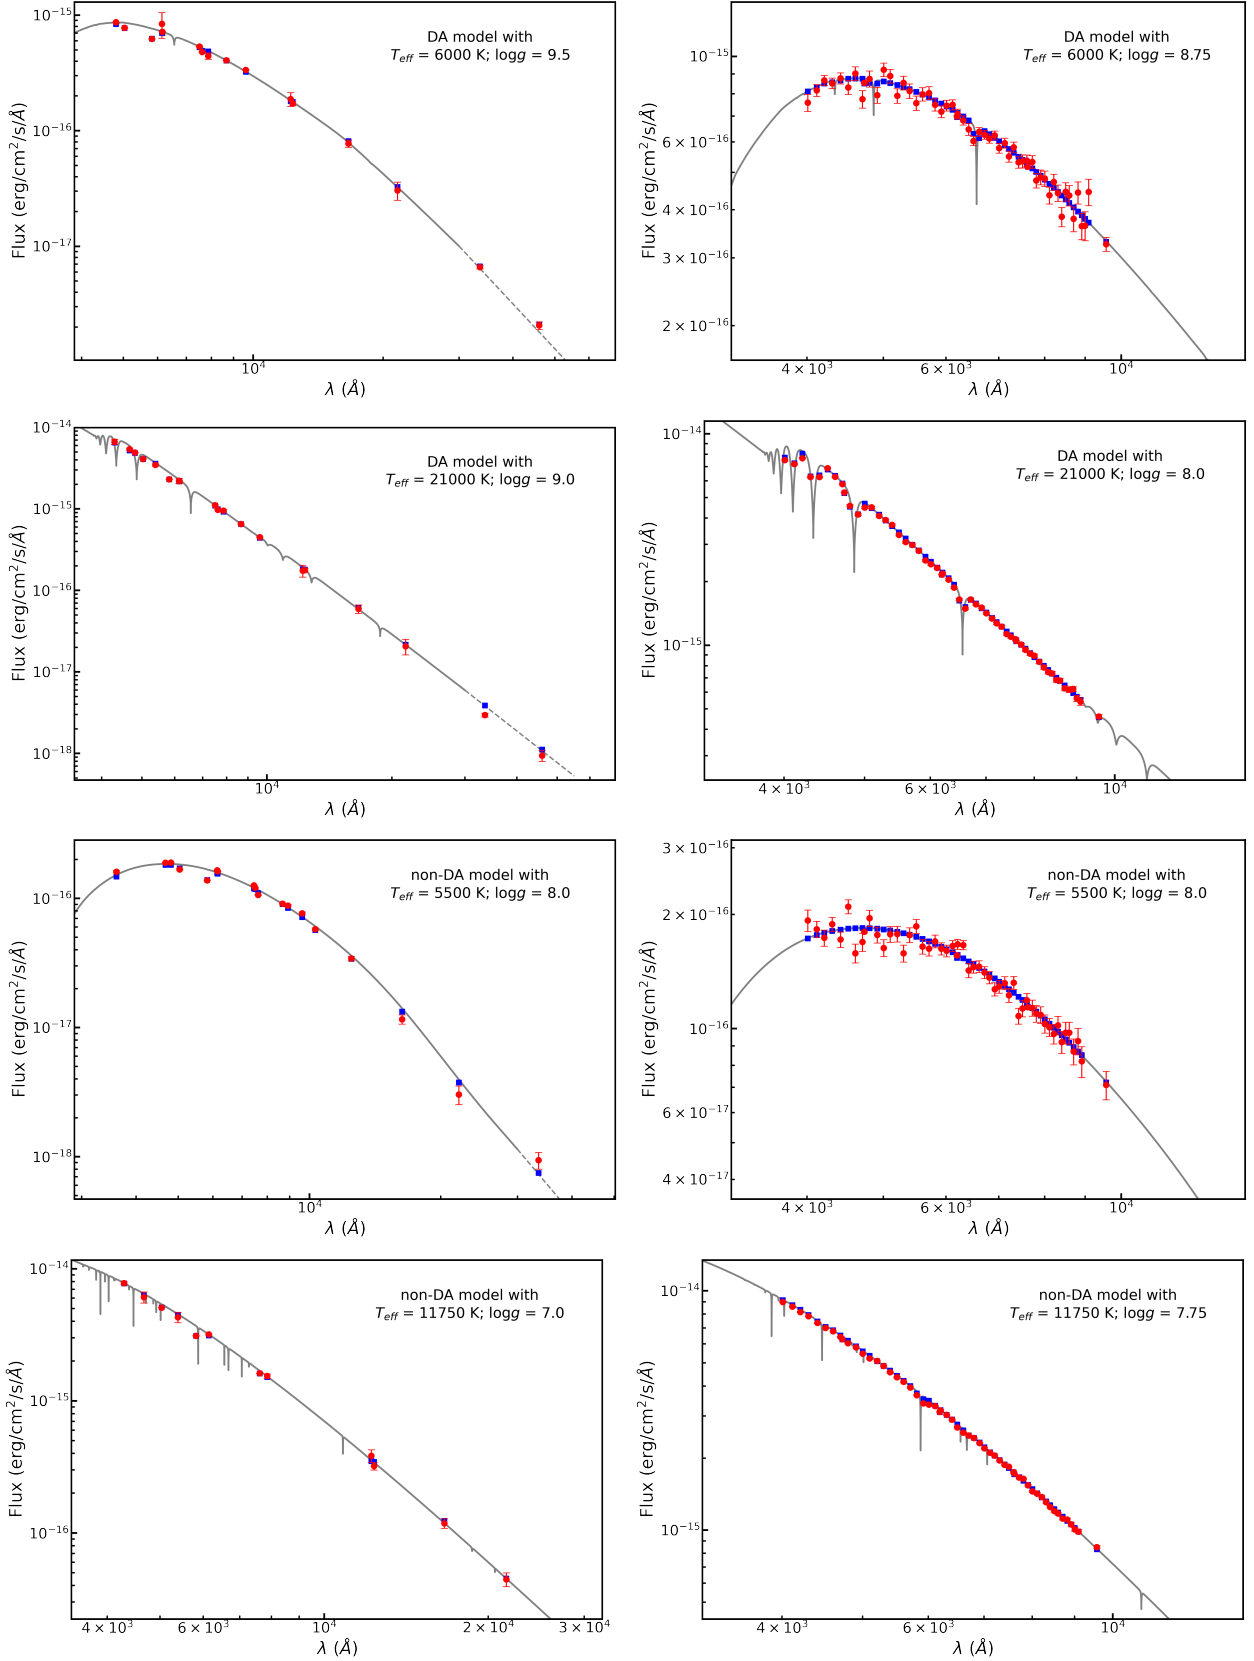 DA model with
T_eff = 6000 K; logg = 9.5
Flux (erg/cm²/s/Å)
10⁻¹⁵
10⁻¹⁶
10⁻¹⁷
10⁴
λ (Å)
DA model with
T_eff = 6000 K; logg = 8.75
Flux (erg/cm²/s/Å)
10⁻¹⁵
6 × 10⁻¹⁶
4 × 10⁻¹⁶
3 × 10⁻¹⁶
2 × 10⁻¹⁶
4 × 10³
6 × 10³
10⁴
λ (Å)
DA model with
T_eff = 21000 K; logg = 9.0
Flux (erg/cm²/s/Å)
10⁻¹⁴
10⁻¹⁵
10⁻¹⁶
10⁻¹⁷
10⁻¹⁸
10⁴
λ (Å)
DA model with
T_eff = 21000 K; logg = 8.0
Flux (erg/cm²/s/Å)
10⁻¹⁴
10⁻¹⁵
4 × 10³
6 × 10³
10⁴
λ (Å)
non-DA model with
T_eff = 5500 K; logg = 8.0
Flux (erg/cm²/s/Å)
10⁻¹⁶
10⁻¹⁷
10⁻¹⁸
10⁴
λ (Å)
non-DA model with
T_eff = 5500 K; logg = 8.0
Flux (erg/cm²/s/Å)
3 × 10⁻¹⁶
2 × 10⁻¹⁶
10⁻¹⁶
6 × 10⁻¹⁷
4 × 10⁻¹⁷
4 × 10³
6 × 10³
10⁴
λ (Å)
non-DA model with
T_eff = 11750 K; logg = 7.0
Flux (erg/cm²/s/Å)
10⁻¹⁴
10⁻¹⁵
10⁻¹⁶
4 × 10³
6 × 10³
10⁴
2 × 10⁴
3 × 10⁴
λ (Å)
non-DA model with
T_eff = 11750 K; logg = 7.75
Flux (erg/cm²/s/Å)
10⁻¹⁴
10⁻¹⁵
4 × 10³
6 × 10³
10⁴
λ (Å)